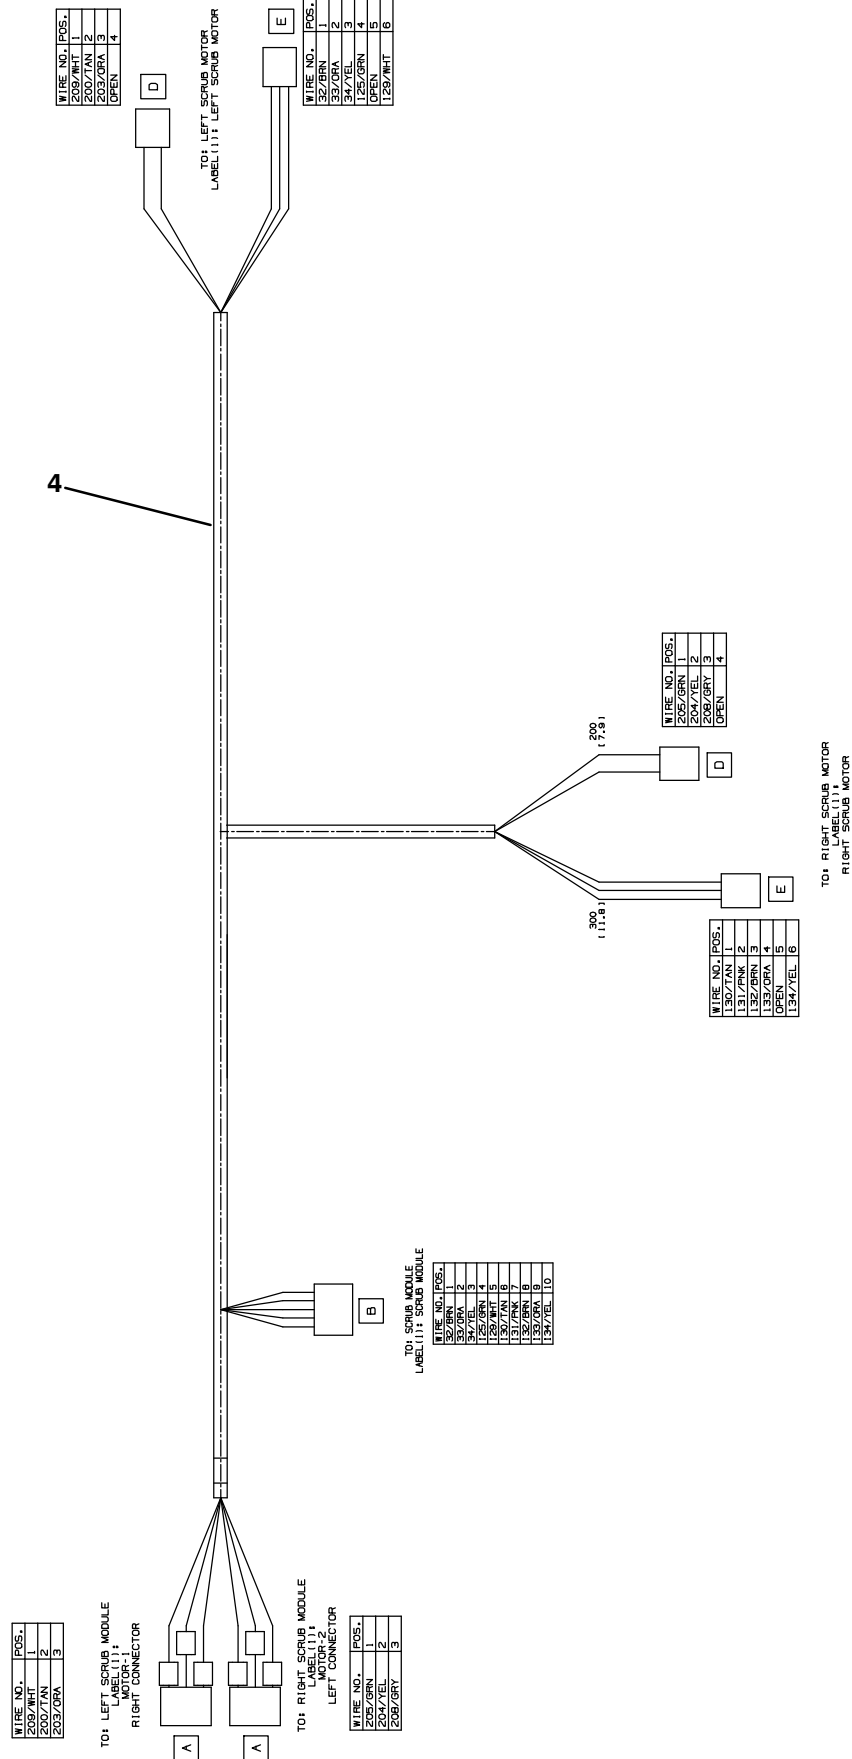 WIRE NO. POS.
209/WHT 1
200/TAN 2
203/ORA 3
OPEN 4
D
TO: LEFT SCRUB MOTOR
LABEL(1): LEFT SCRUB MOTOR
E
WIRE NO. POS.
32/BRN 1
33/ORA 2
34/YEL 3
125/GRN 4
OPEN 5
129/WHT 6
4
WIRE NO. POS.
205/GRN 1
204/YEL 2
208/GRY 3
OPEN 4
200
[7.9]
D
TO: RIGHT SCRUB MOTOR
LABEL(1):
RIGHT SCRUB MOTOR
E
300
[11.8]
WIRE NO. POS.
130/TAN 1
131/PNK 2
132/BRN 3
133/ORA 4
OPEN 5
134/YEL 6
B
TO: SCRUB MODULE
LABEL(1): SCRUB MODULE
WIRE NO. POS.
32/BRN 1
33/ORA 2
34/YEL 3
125/GRN 4
129/WHT 5
130/TAN 6
131/PNK 7
132/BRN 8
133/ORA 9
134/YEL 10
WIRE NO. POS.
209/WHT 1
200/TAN 2
203/ORA 3
TO: LEFT SCRUB MODULE
LABEL(1):
MOTOR-1
RIGHT CONNECTOR
A
A
TO: RIGHT SCRUB MODULE
LABEL(1):
MOTOR-2
LEFT CONNECTOR
WIRE NO. POS.
205/GRN 1
204/YEL 2
208/GRY 3